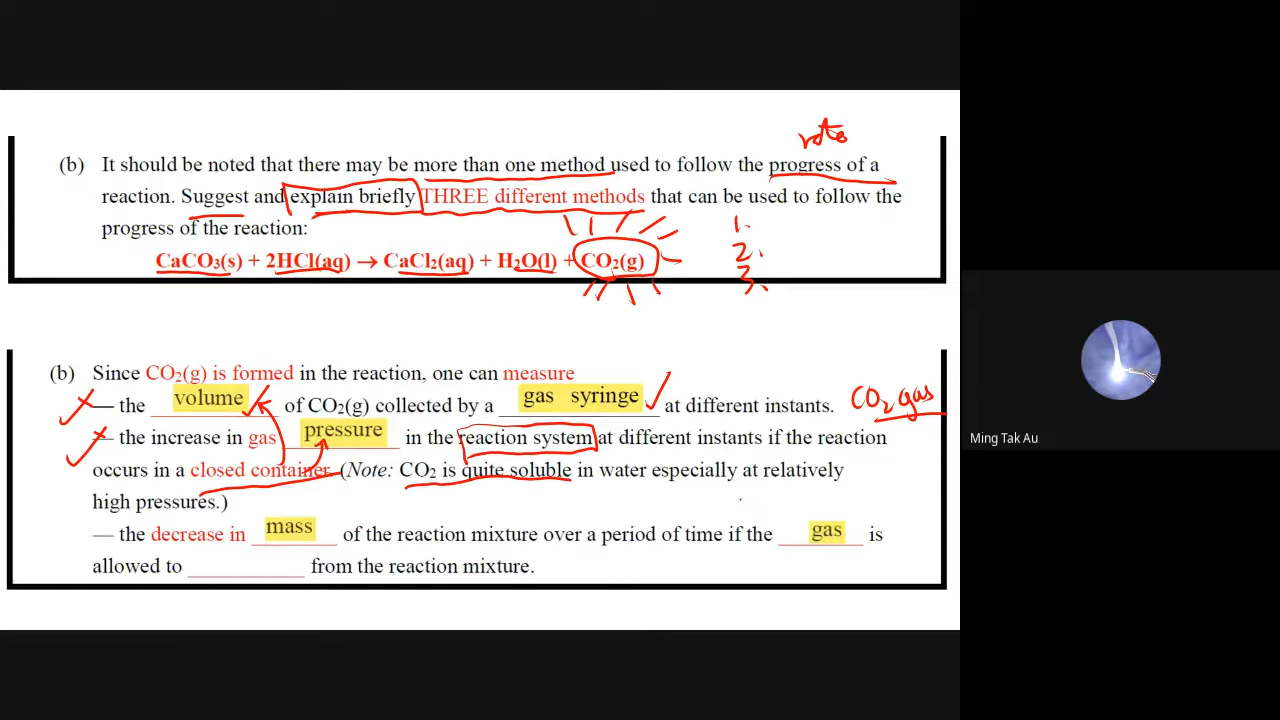 rate
(b) It should be noted that there may be more than one method used to follow the progress of a
reaction. Suggest and explain briefly THREE different methods that can be used to follow the
progress of the reaction:
1.
2.
3.
CaCO₃(s) + 2HCl(aq) → CaCl₂(aq) + H₂O(l) + CO₂(g)
(b) Since CO₂(g) is formed in the reaction, one can measure
— the volume of CO₂(g) collected by a gas syringe at different instants. CO₂ gas
— the increase in gas pressure in the reaction system at different instants if the reaction
occurs in a closed container. (Note: CO₂ is quite soluble in water especially at relatively
high pressures.)
— the decrease in mass of the reaction mixture over a period of time if the gas is
allowed to ____________ from the reaction mixture.
Ming Tak Au